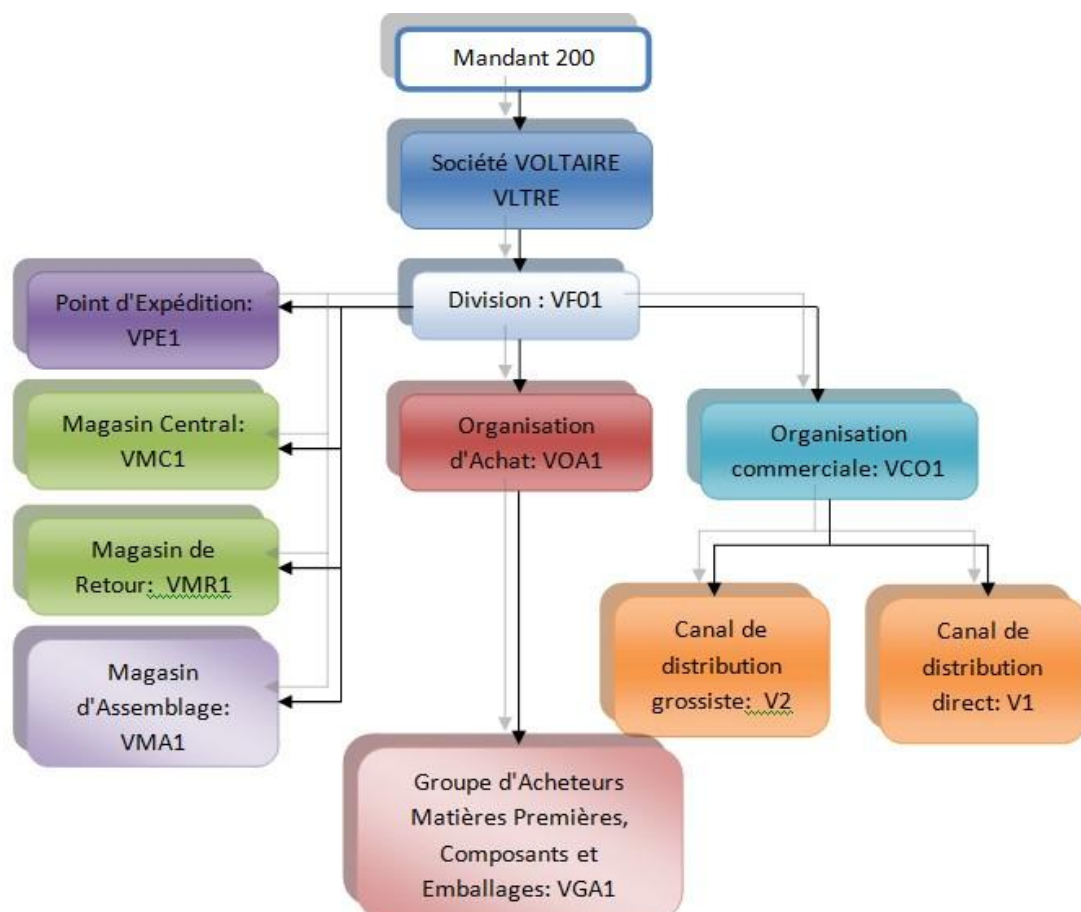 Mandant 200
Société VOLTAIRE
VLTRE
Division : VF01
Point d'Expédition:
VPE1
Magasin Central:
VMC1
Magasin de
Retour: VMR1
Magasin
d'Assemblage:
VMA1
Organisation
d'Achat: VOA1
Groupe d'Acheteurs
Matières Premières,
Composants et
Emballages: VGA1
Organisation
commerciale: VCO1
Canal de
distribution
grossiste: V2
Canal de
distribution
direct: V1